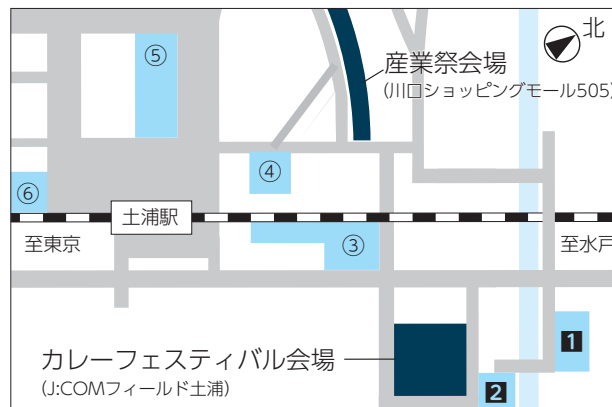 北
⑤
産業祭会場
(川口ショッピングモール505)
④
⑥
土浦駅
③
至東京
至水戸
1
カレーフェスティバル会場
(J:COMフィールド土浦)
2